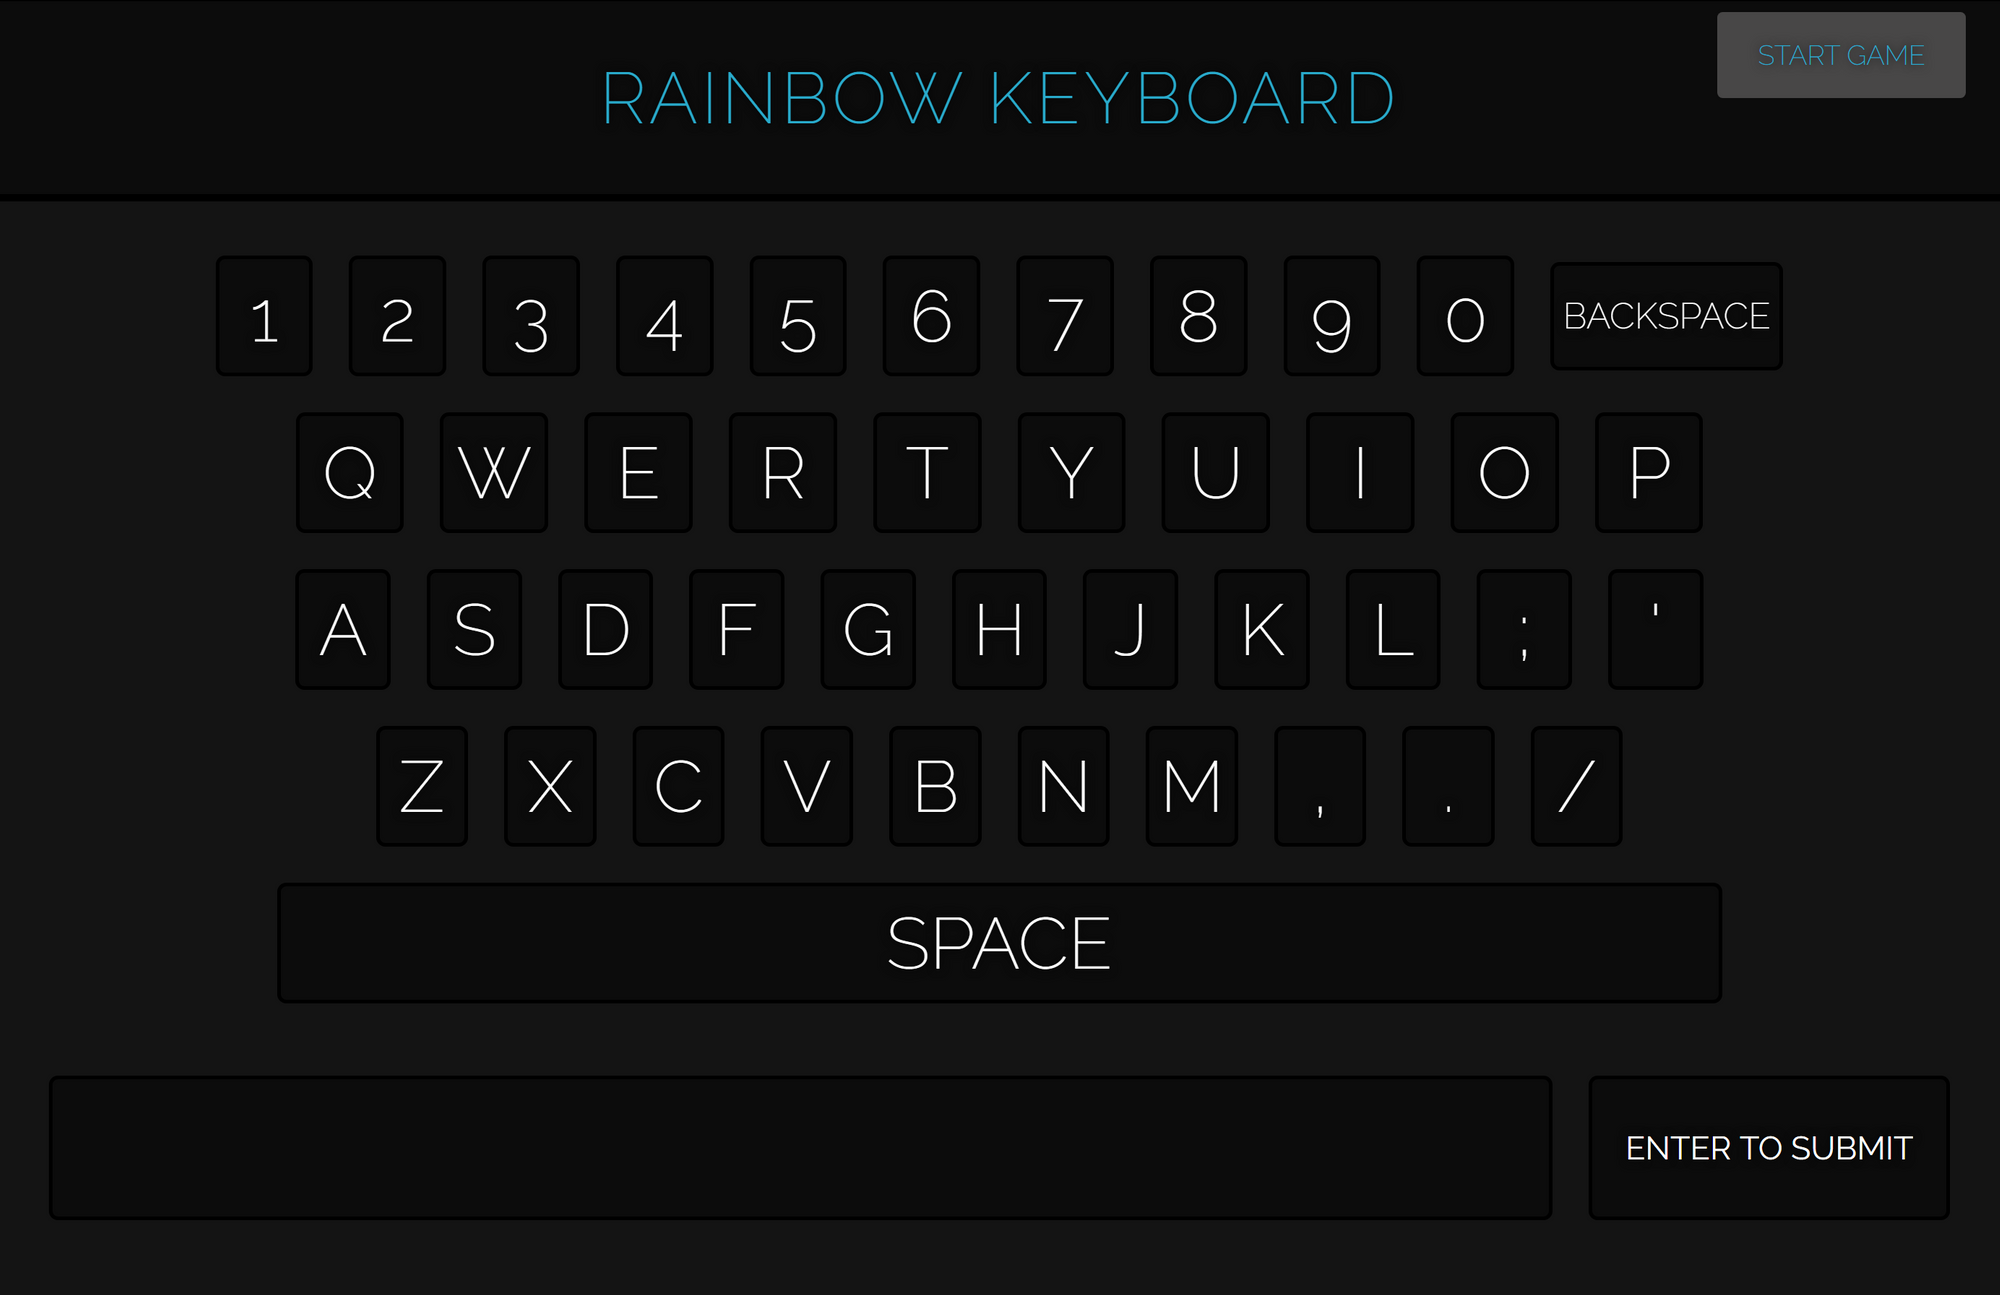 START GAME
RAINBOW KEYBOARD
1 2 3 4 5 6 7 8 9 0 BACKSPACE
Q W E R T Y U I O P
A S D F G H J K L ; '
Z X C V B N M , . /
SPACE
ENTER TO SUBMIT